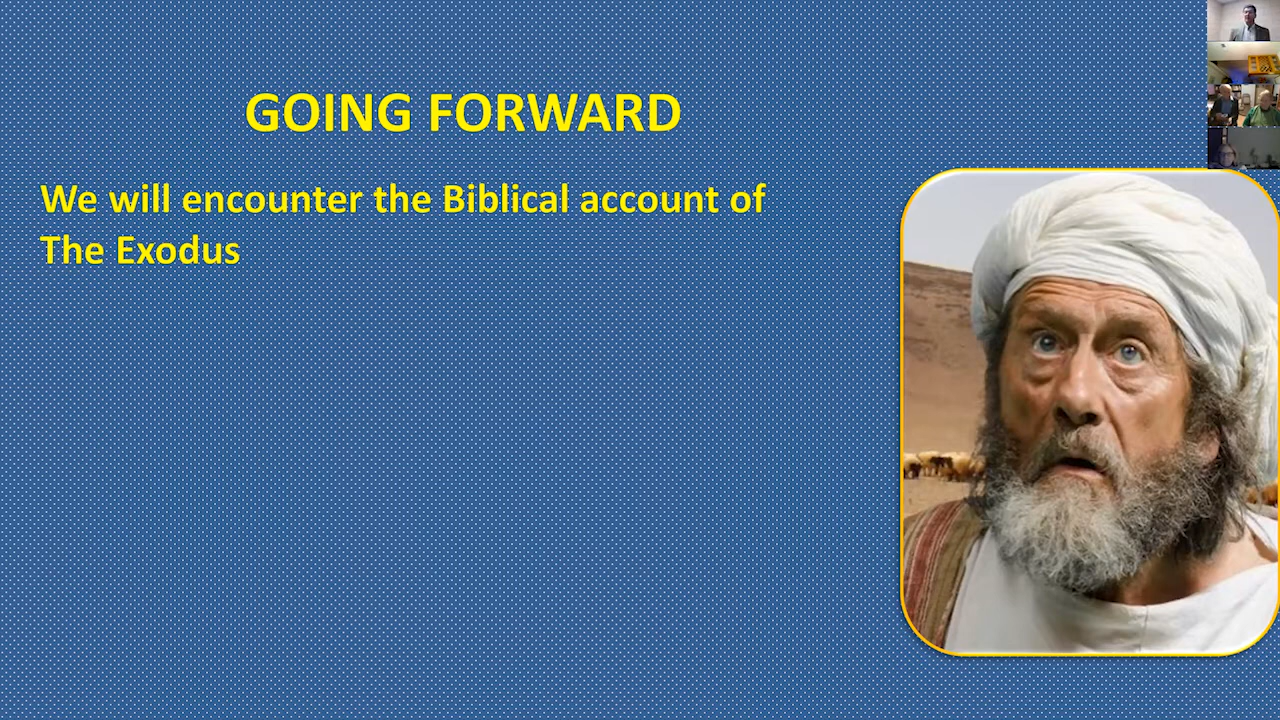 GOING FORWARD
We will encounter the Biblical account of
The Exodus